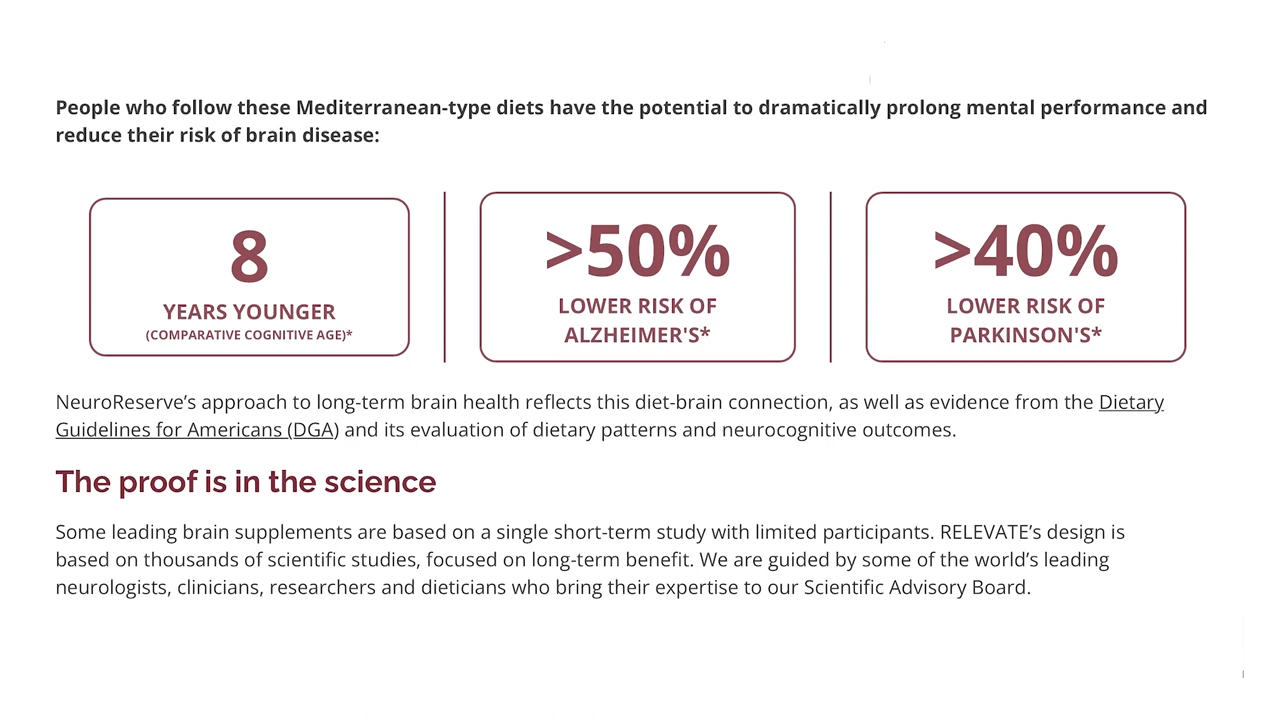 People who follow these Mediterranean-type diets have the potential to dramatically prolong mental performance and
reduce their risk of brain disease:
8
YEARS YOUNGER
(COMPARATIVE COGNITIVE AGE)*
>50%
LOWER RISK OF
ALZHEIMER'S*
>40%
LOWER RISK OF
PARKINSON'S*
NeuroReserve’s approach to long-term brain health reflects this diet-brain connection, as well as evidence from the Dietary
Guidelines for Americans (DGA) and its evaluation of dietary patterns and neurocognitive outcomes.
The proof is in the science
Some leading brain supplements are based on a single short-term study with limited participants. RELEVATE’s design is
based on thousands of scientific studies, focused on long-term benefit. We are guided by some of the world’s leading
neurologists, clinicians, researchers and dieticians who bring their expertise to our Scientific Advisory Board.